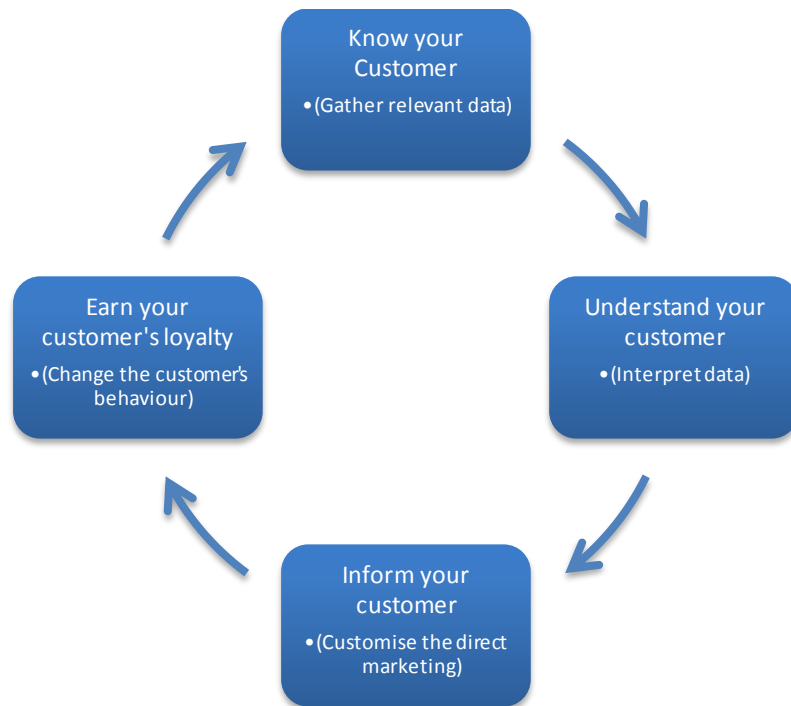 Know your
Customer
•(Gather relevant data)
Understand your
customer
•(Interpret data)
Inform your
customer
•(Customise the direct
marketing)
Earn your
customer's loyalty
•(Change the customer's
behaviour)